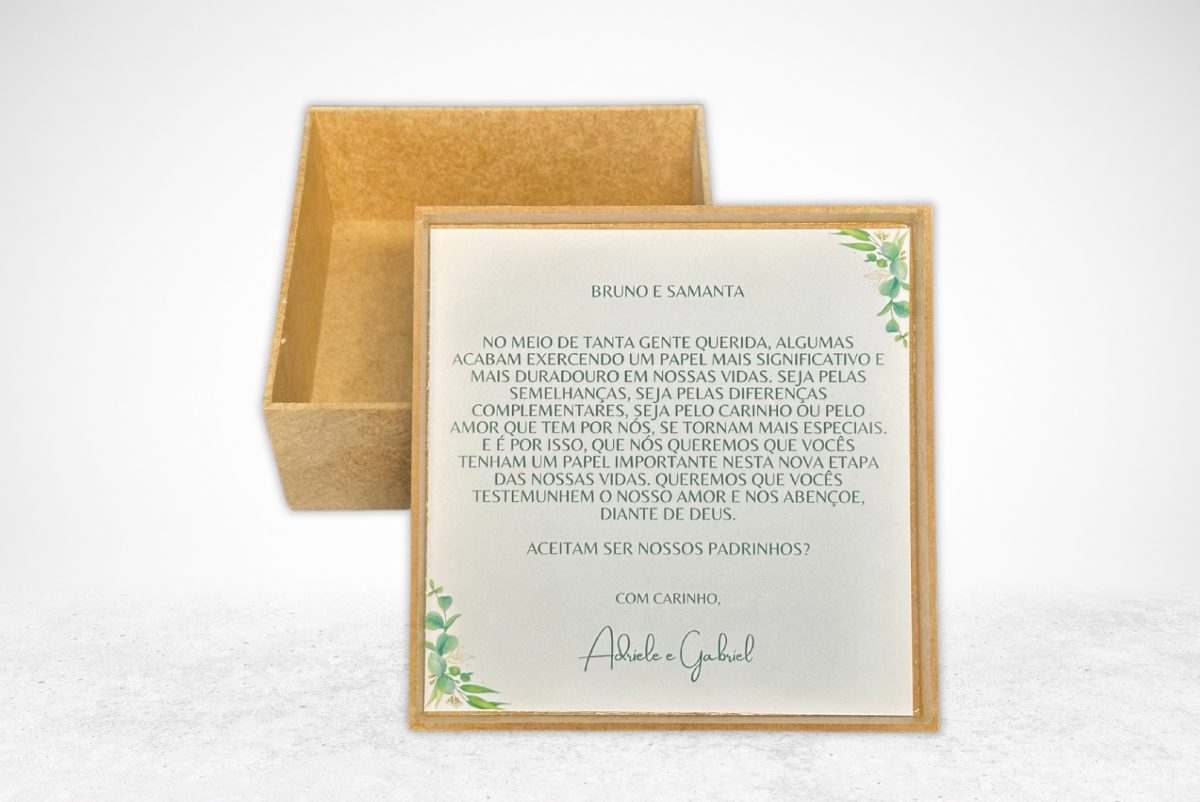 BRUNO E SAMANTA
NO MEIO DE TANTA GENTE QUERIDA, ALGUMAS
ACABAM EXERCENDO UM PAPEL MAIS SIGNIFICATIVO E
MAIS DURADOURO EM NOSSAS VIDAS. SEJA PELAS
SEMELHANÇAS, SEJA PELAS DIFERENÇAS
COMPLEMENTARES, SEJA PELO CARINHO OU PELO
AMOR QUE TEM POR NÓS, SE TORNAM MAIS ESPECIAIS.
E É POR ISSO, QUE NÓS QUEREMOS QUE VOCÊS
TENHAM UM PAPEL IMPORTANTE NESTA NOVA ETAPA
DAS NOSSAS VIDAS. QUEREMOS QUE VOCÊS
TESTEMUNHEM O NOSSO AMOR E NOS ABENÇOE,
DIANTE DE DEUS.
ACEITAM SER NOSSOS PADRINHOS?
COM CARINHO,
Adriele e Gabriel